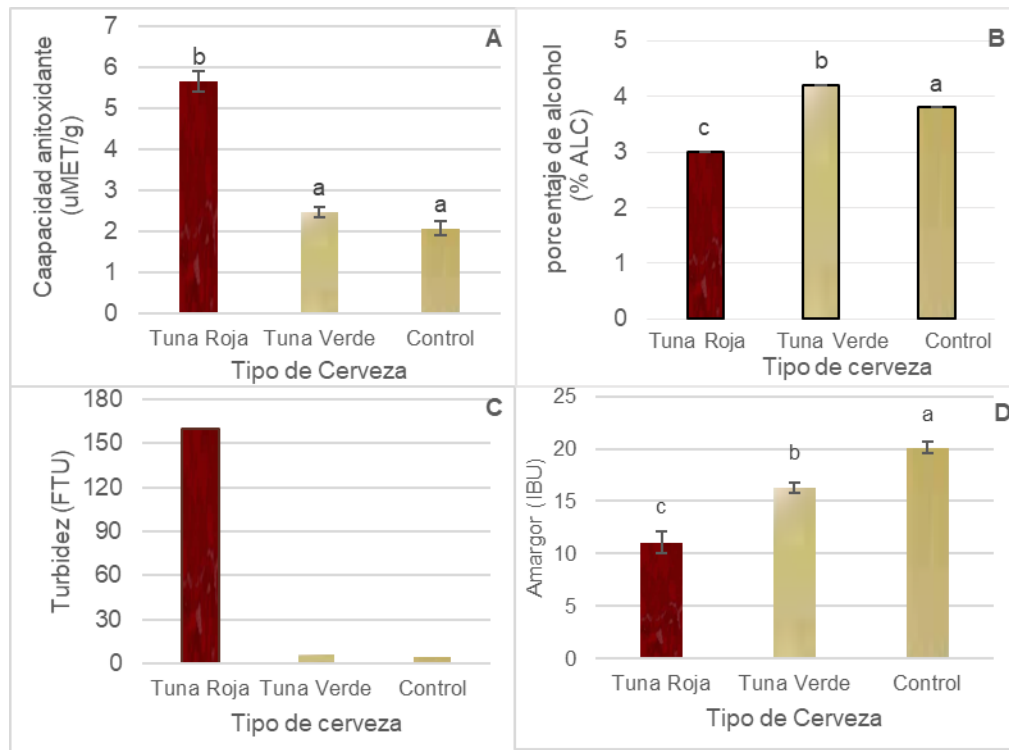 A
Caapacidad anitoxidante
(uMET/g)
7
6
5
4
3
2
1
0
b
a
a
Tuna Roja
Tuna Verde
Control
Tipo de Cerveza
B
porcentaje de alcohol
(% ALC)
5
4
3
2
1
0
c
b
a
Tuna Roja
Tuna Verde
Control
Tipo de cerveza
C
Turbidez (FTU)
180
150
120
90
60
30
0
Tuna Roja
Tuna Verde
Control
Tipo de cerveza
D
Amargor (IBU)
25
20
15
10
5
0
c
b
a
Tuna Roja
Tuna Verde
Control
Tipo de Cerveza